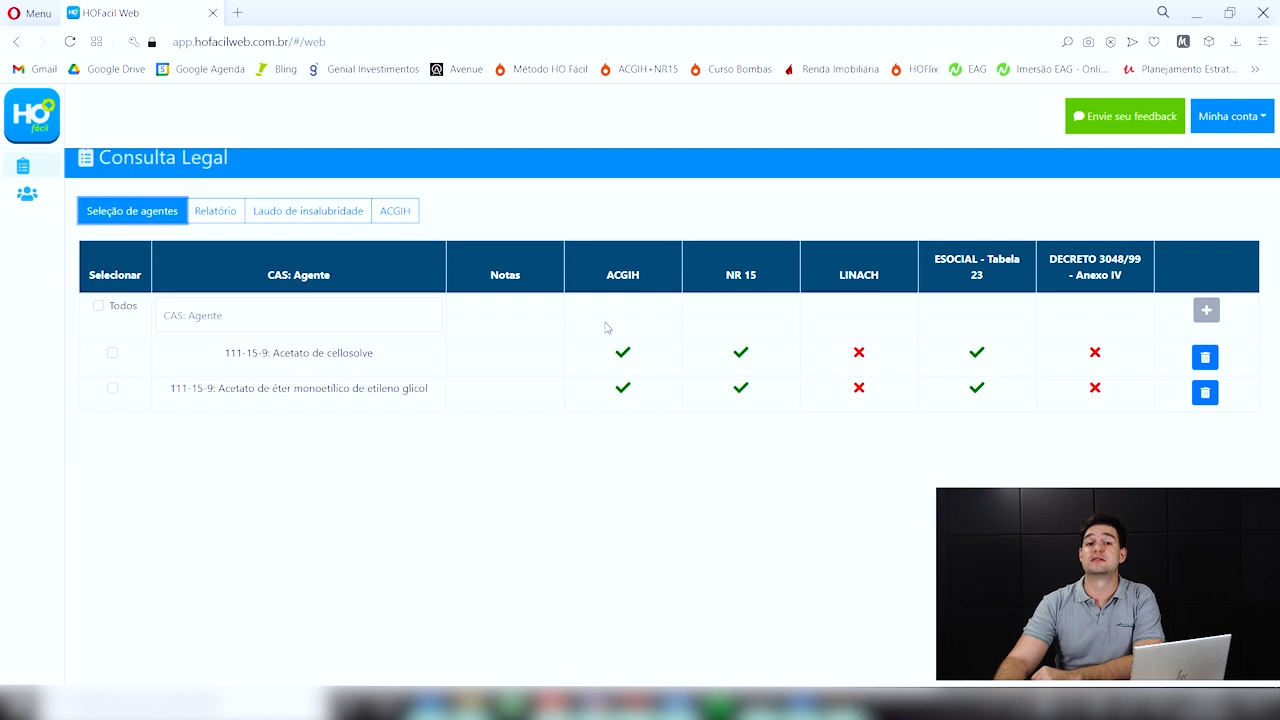 Menu
HOFacil Web
app.hofacilweb.com.br/#/web
Gmail
Google Drive
Google Agenda
Bling
Genial Investimentos
Avenue
Método HO Fácil
ACGIH+NR15
Curso Bombas
Renda Imobiliária
HOFlix
EAG
Imersão EAG - Onli...
Planejamento Estrat...
HO
fácil
Envie seu feedback
Minha conta
Consulta Legal
Seleção de agentes
Relatório
Laudo de insalubridade
ACGIH
Selecionar
CAS: Agente
Notas
ACGIH
NR 15
LINACH
ESOCIAL - Tabela
23
DECRETO 3048/99
- Anexo IV
Todos
CAS: Agente
111-15-9: Acetato de cellosolve
111-15-9: Acetato de éter monoetílico de etileno glicol